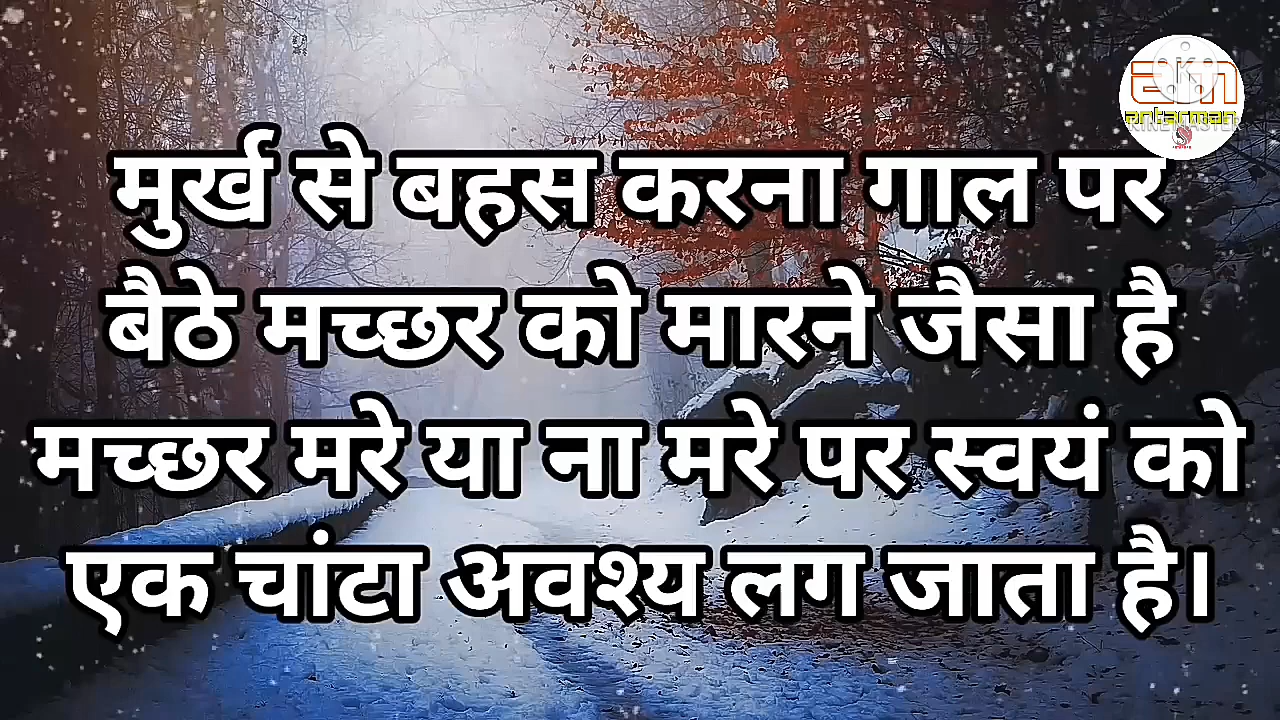 antarman
मुर्ख से बहस करना गाल पर
बैठे मच्छर को मारने जैसा है
मच्छर मरे या ना मरे पर स्वयं को
एक चांटा अवश्य लग जाता है।